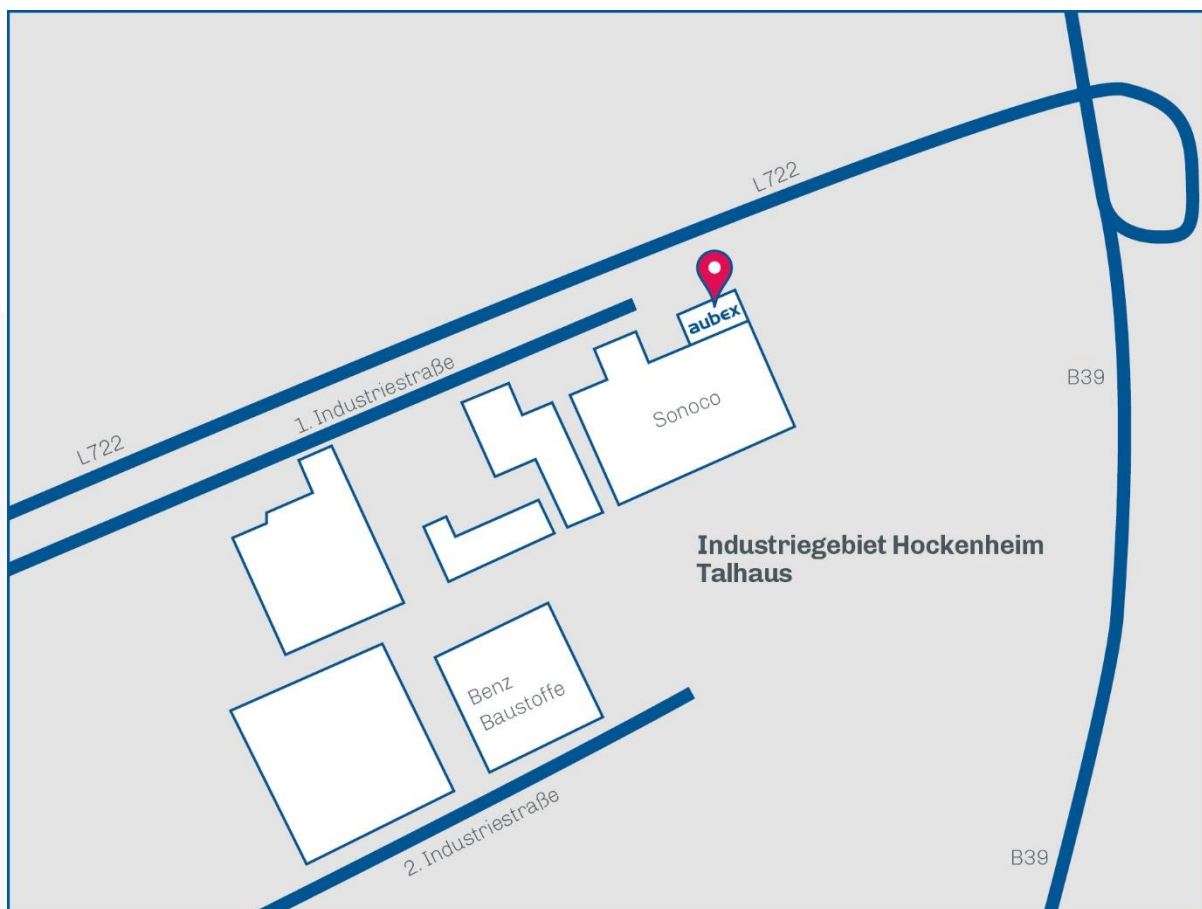 L722
aubex
B39
1. Industriestraße
Sonoco
L722
Industriegebiet Hockenheim
Talhaus
Benz
Baustoffe
2. Industriestraße
B39